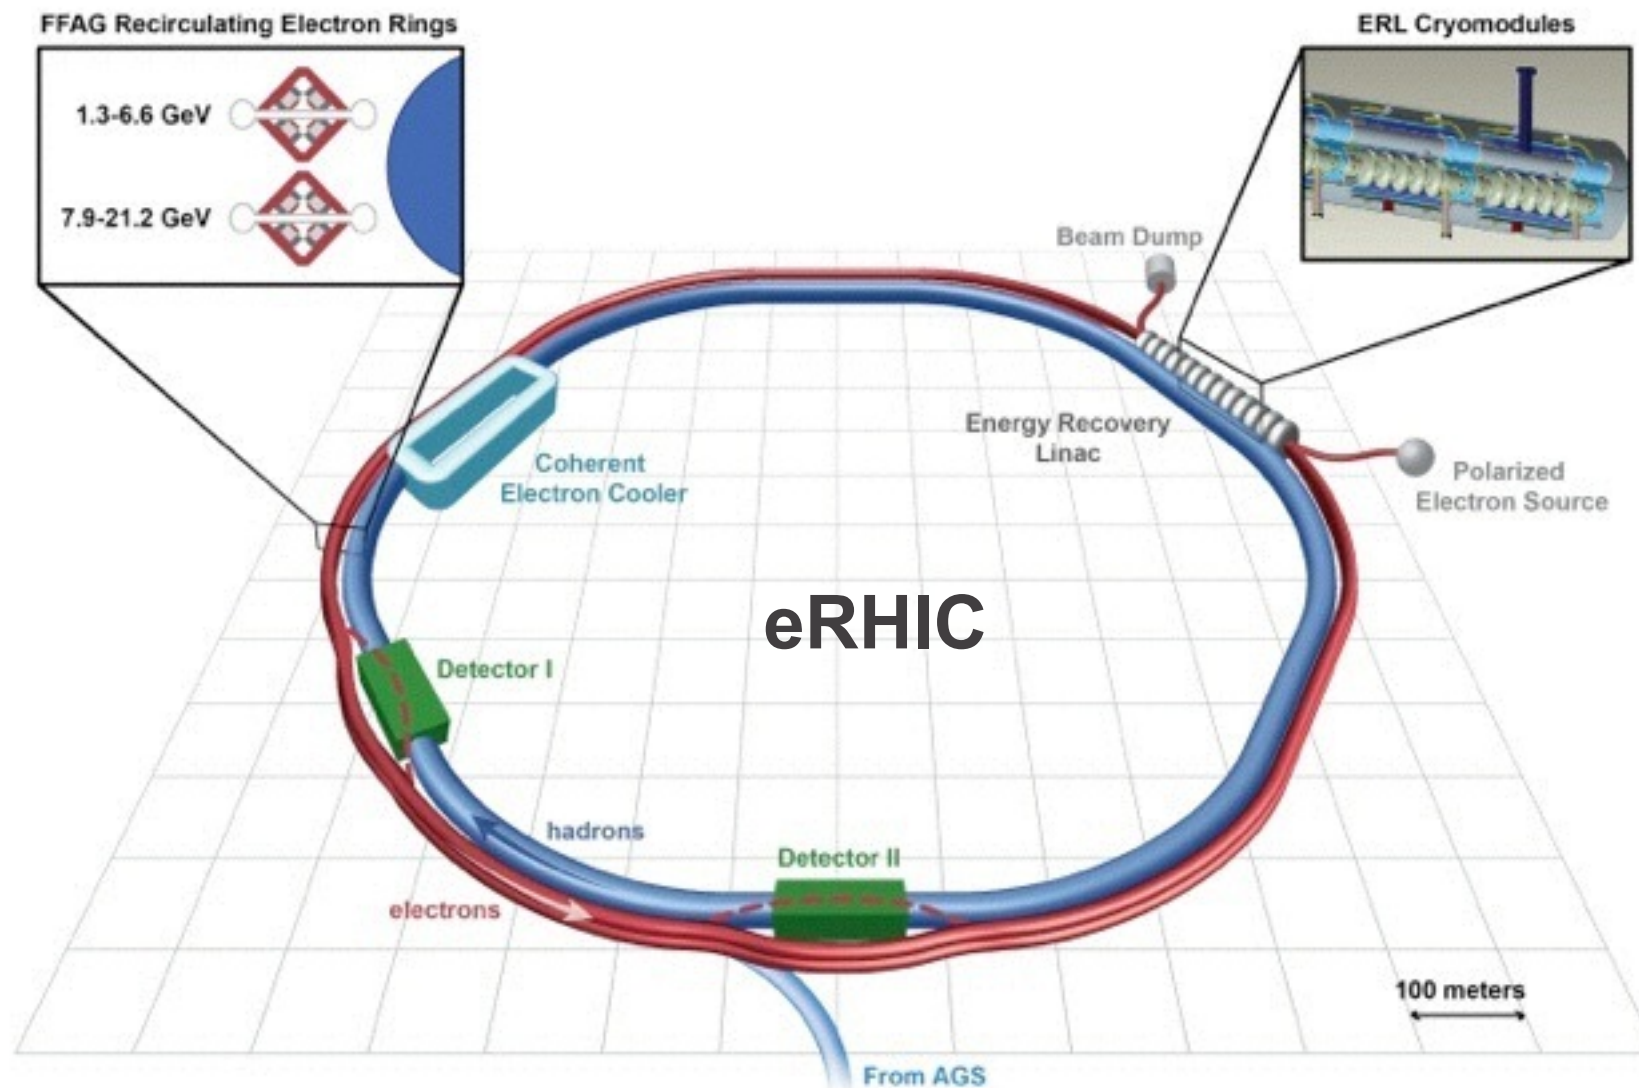 FFAG Recirculating Electron Rings
1.3-6.6 GeV
7.9-21.2 GeV
ERL Cryomodules
Beam Dump
Energy Recovery
Linac
Polarized
Electron Source
Coherent
Electron Cooler
eRHIC
Detector I
hadrons
Detector II
electrons
100 meters
From AGS